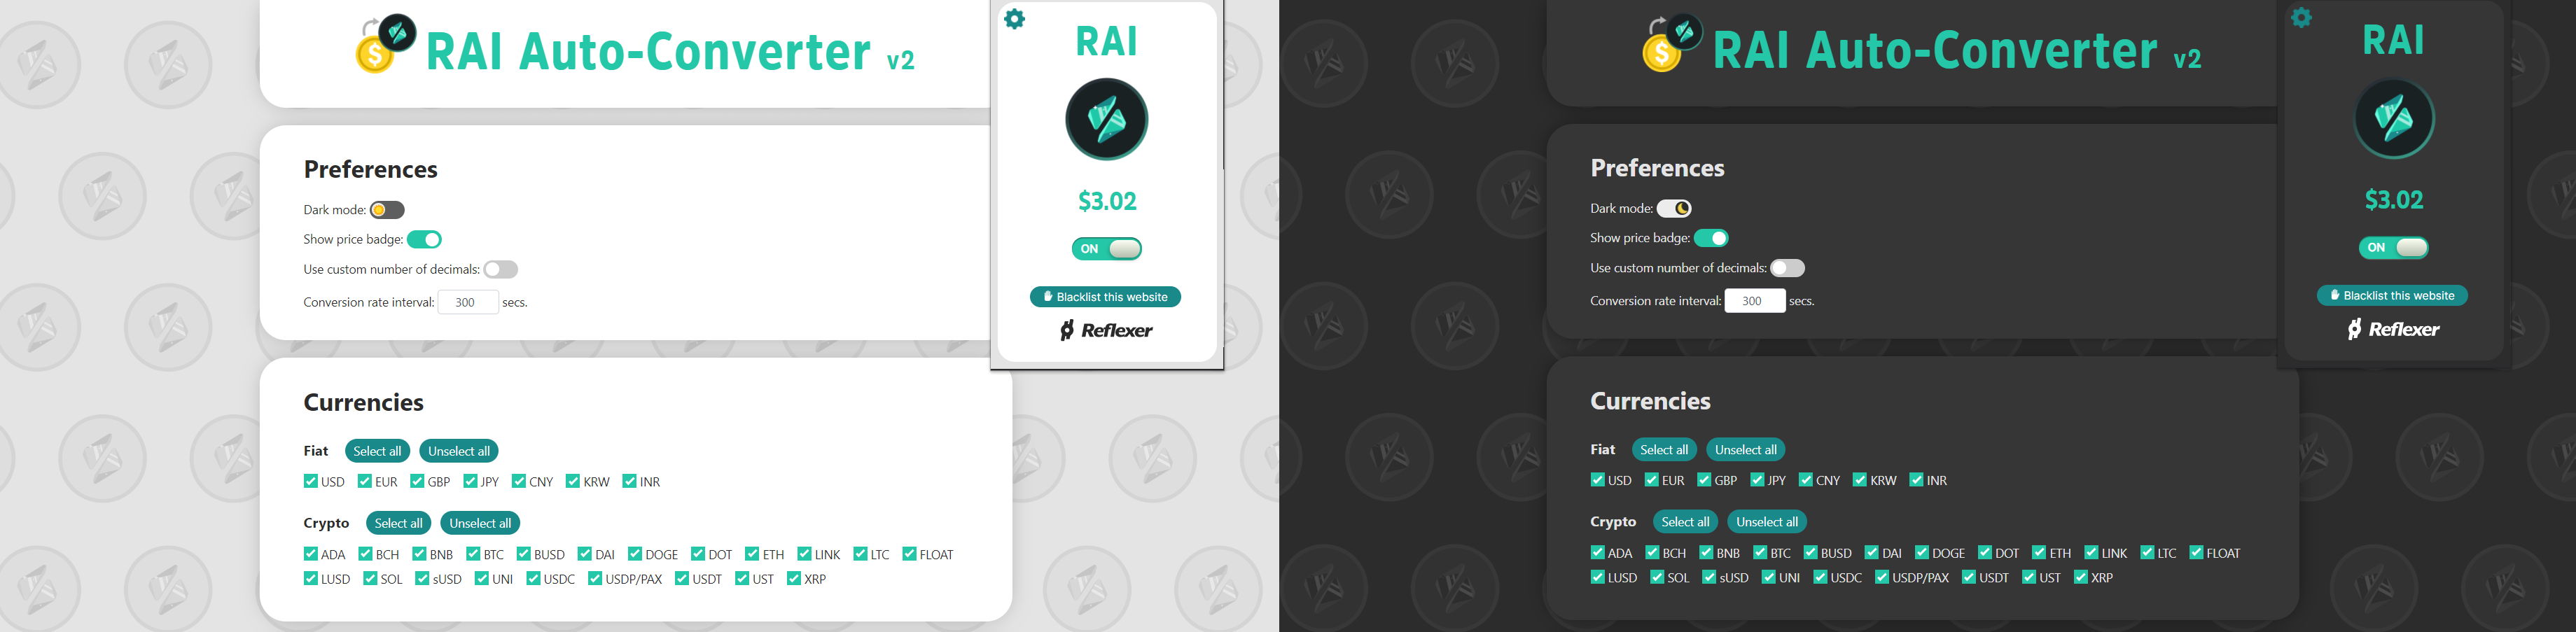 RAI Auto-Converter v2
Preferences
Dark mode:
Show price badge:
Use custom number of decimals:
Conversion rate interval: 300 secs.
Currencies
Fiat Select all Unselect all
USD EUR GBP JPY CNY KRW INR
Crypto Select all Unselect all
ADA BCH BNB BTC BUSD DAI DOGE DOT ETH LINK LTC FLOAT
LUSD SOL sUSD UNI USDC USDP/PAX USDT UST XRP
RAI
$3.02
ON
Blacklist this website
Reflexer
RAI Auto-Converter v2
Preferences
Dark mode:
Show price badge:
Use custom number of decimals:
Conversion rate interval: 300 secs.
Currencies
Fiat Select all Unselect all
USD EUR GBP JPY CNY KRW INR
Crypto Select all Unselect all
ADA BCH BNB BTC BUSD DAI DOGE DOT ETH LINK LTC FLOAT
LUSD SOL sUSD UNI USDC USDP/PAX USDT UST XRP
RAI
$3.02
ON
Blacklist this website
Reflexer